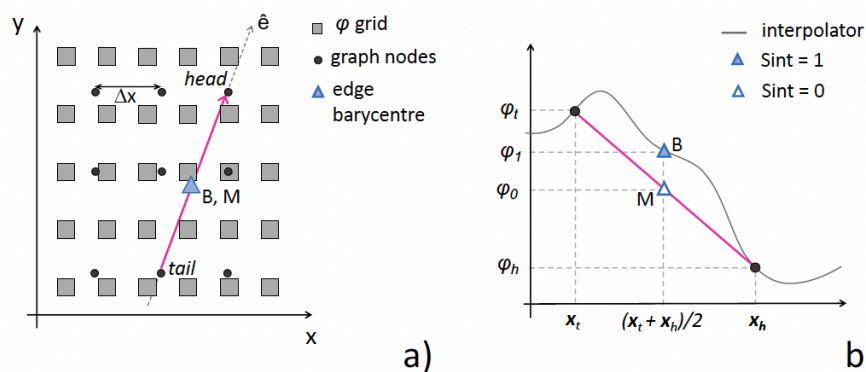 y
ê
φ grid
graph nodes
edge
barycentre
head
Δx
B, M
tail
x
a)
interpolator
Sint = 1
Sint = 0
φt
φ1
φ0
φh
B
M
xt
(xt + xh)/2
xh
b